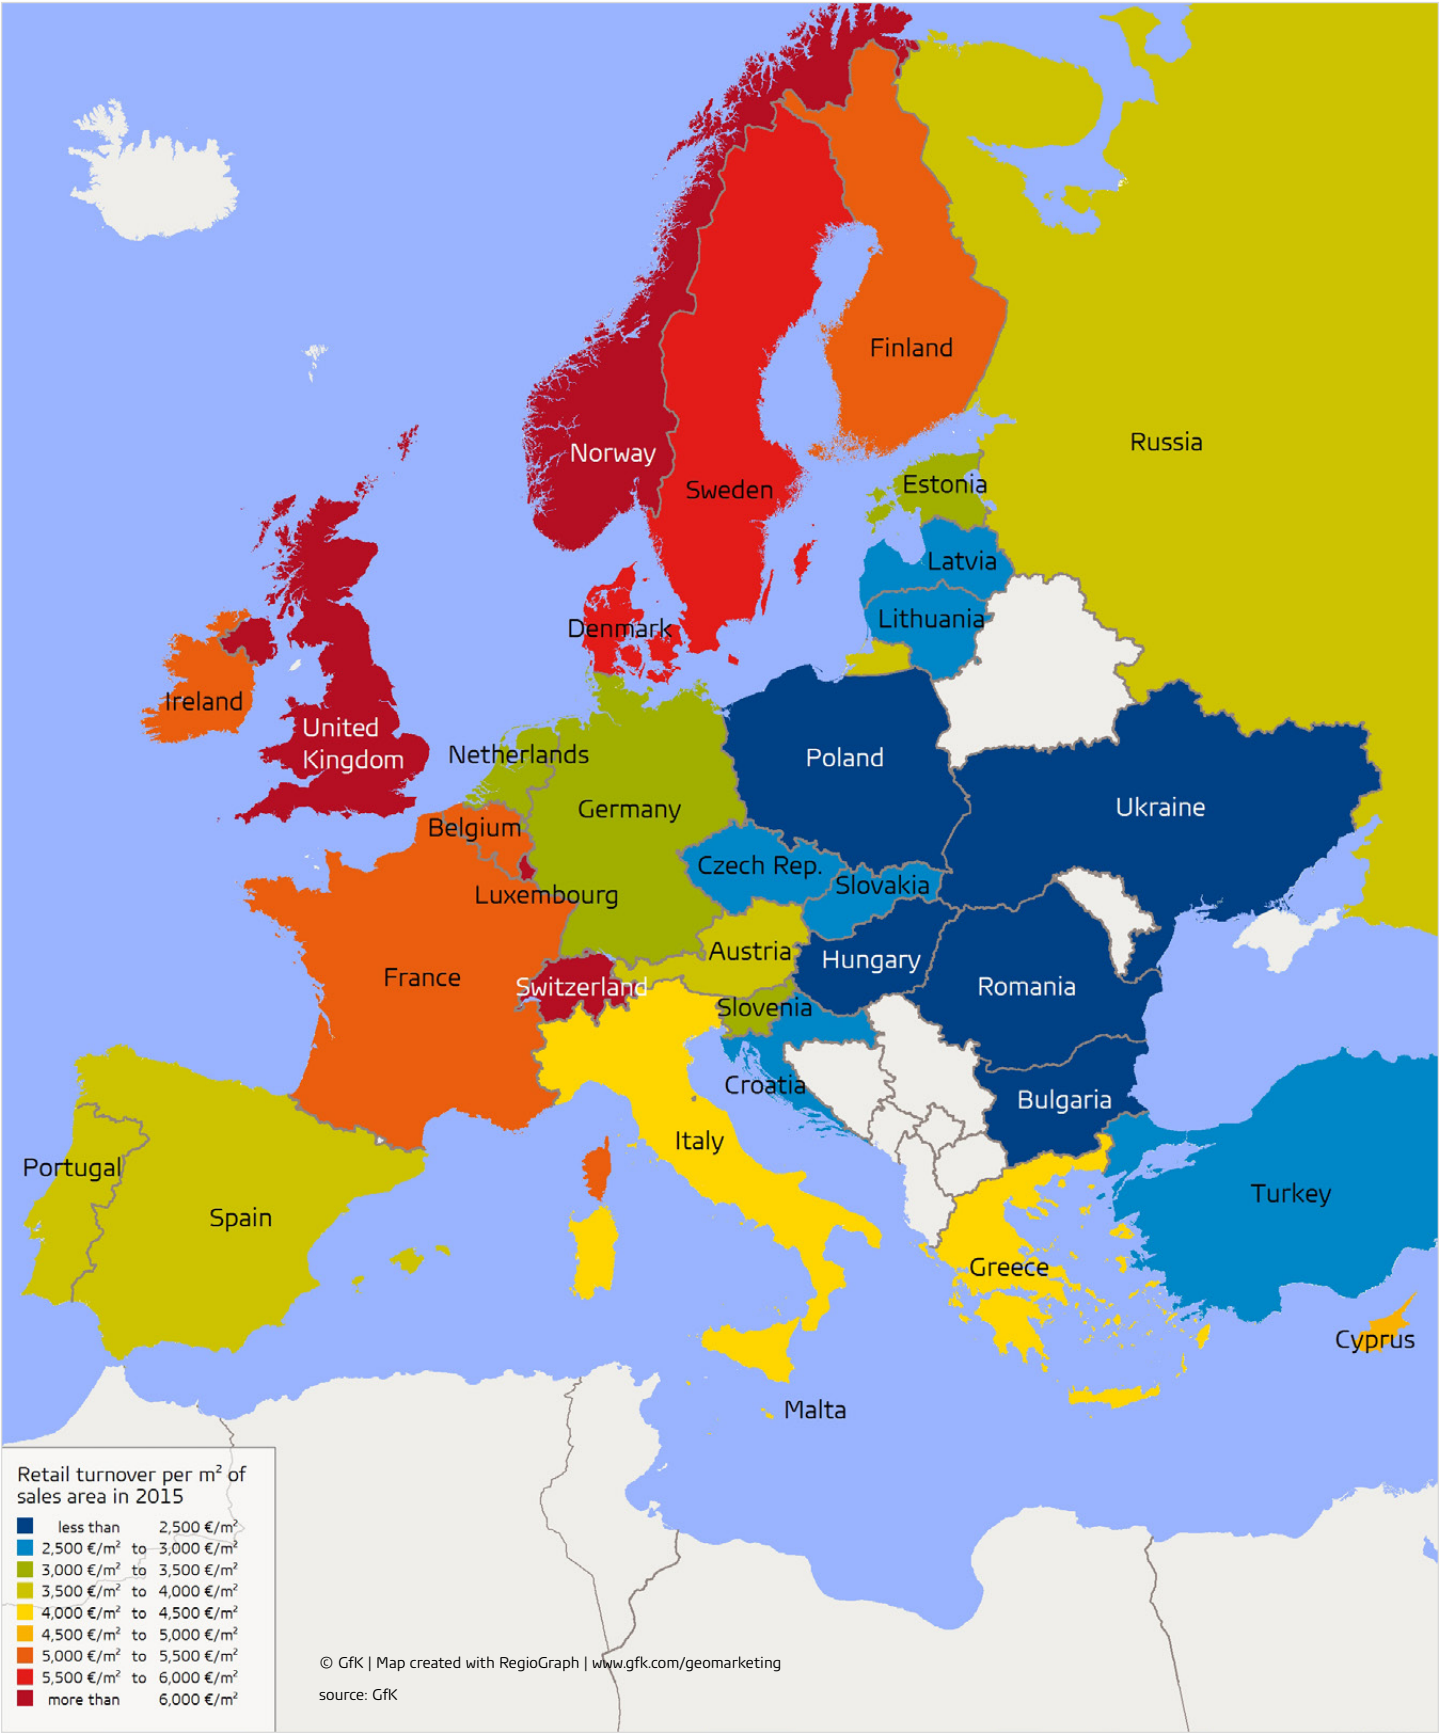 Finland
Russia
Norway
Estonia
Sweden
Latvia
Lithuania
Denmark
Ireland
United
Kingdom
Netherlands
Poland
Germany
Ukraine
Belgium
Czech Rep.
Slovakia
Luxembourg
Austria
Hungary
France
Switzerland
Romania
Slovenia
Croatia
Bulgaria
Italy
Portugal
Spain
Turkey
Greece
Cyprus
Malta
Retail turnover per m² of
sales area in 2015
less than 2,500 €/m²
2,500 €/m² to 3,000 €/m²
3,000 €/m² to 3,500 €/m²
3,500 €/m² to 4,000 €/m²
4,000 €/m² to 4,500 €/m²
4,500 €/m² to 5,000 €/m²
5,000 €/m² to 5,500 €/m²
5,500 €/m² to 6,000 €/m²
more than 6,000 €/m²
© GfK | Map created with RegioGraph | www.gfk.com/geomarketing
source: GfK